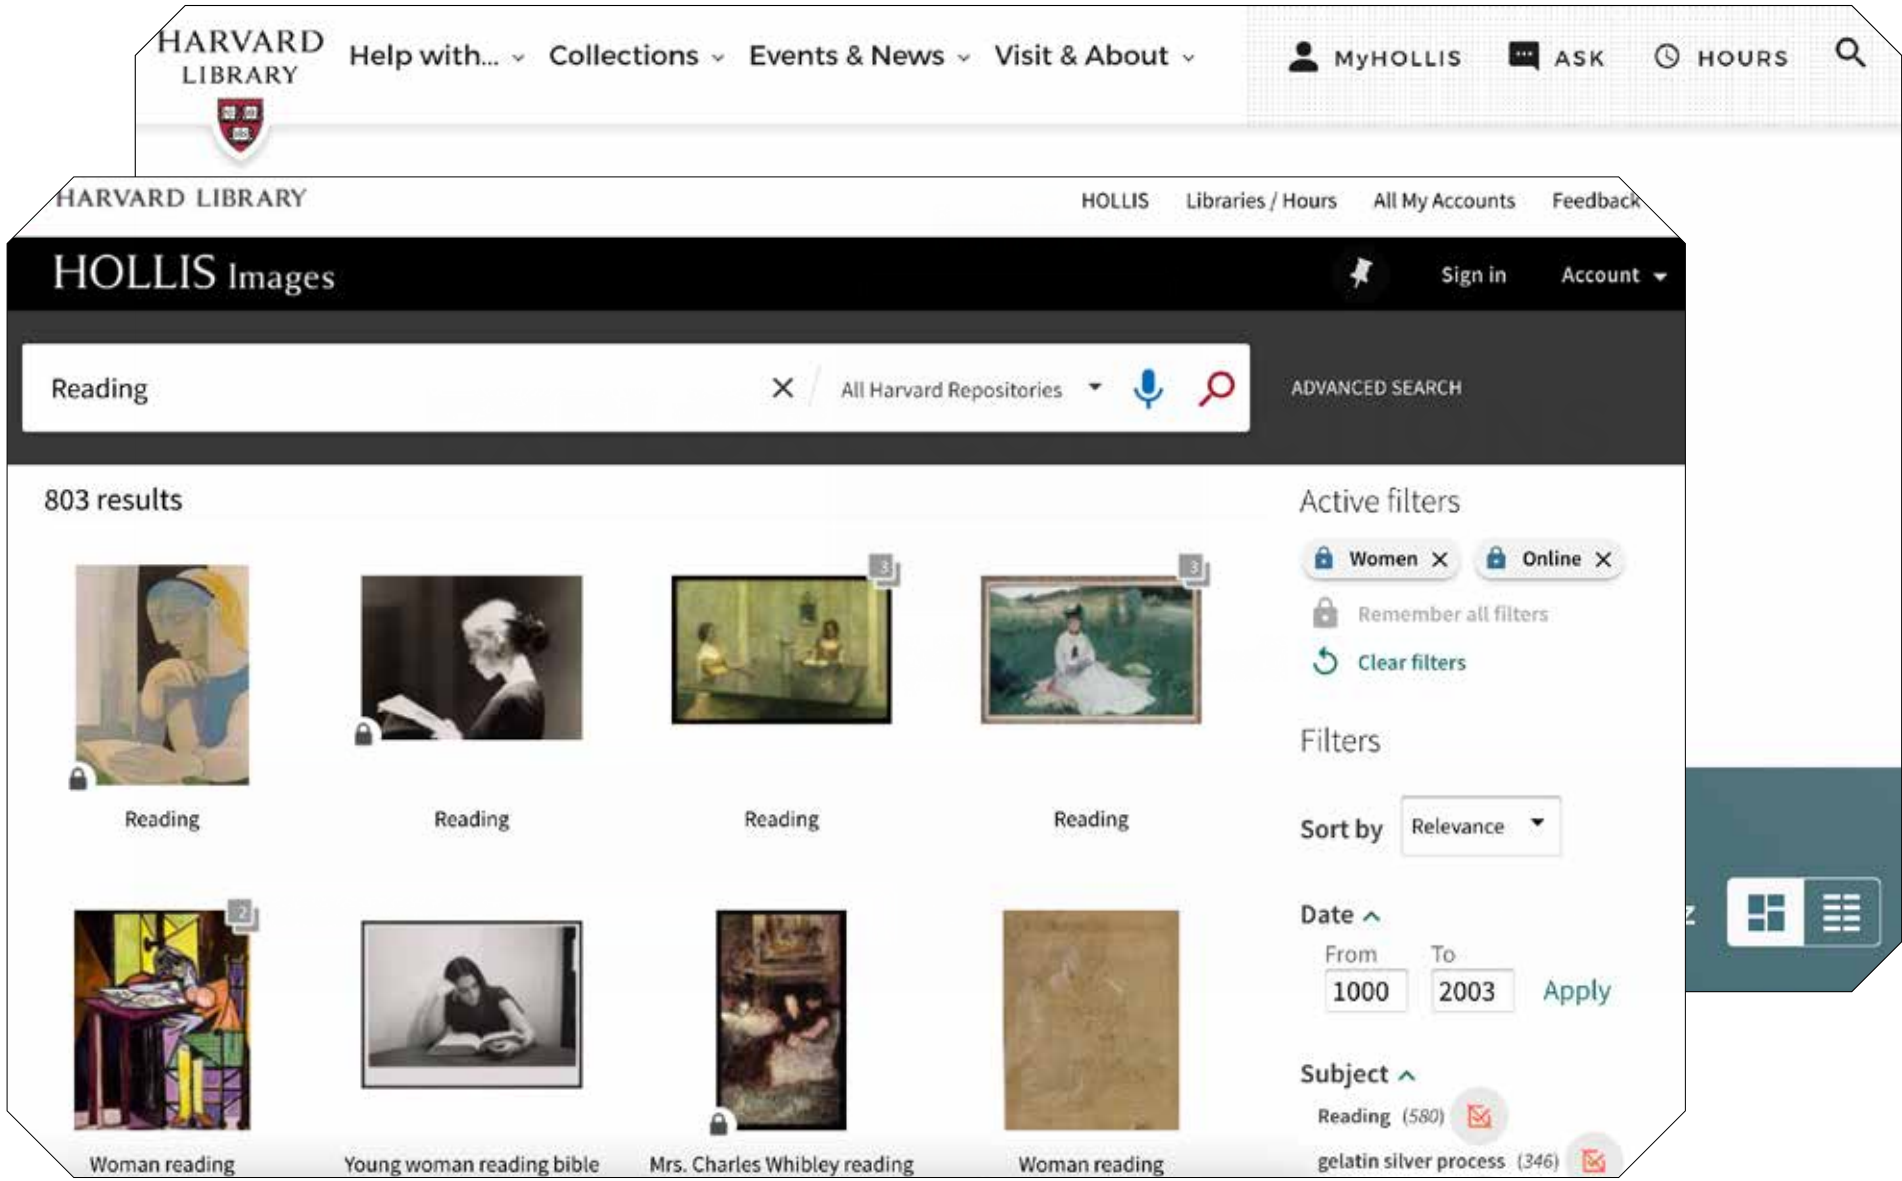 HARVARD LIBRARY
Help with... Collections Events & News Visit & About MyHOLLIS ASK HOURS
HARVARD LIBRARY
HOLLIS Libraries / Hours All My Accounts Feedback
HOLLIS Images
Sign in Account
Reading
All Harvard Repositories
ADVANCED SEARCH
803 results
Active filters
Women Online
Remember all filters
Clear filters
3
3
Reading
Reading
Reading
Reading
Filters
Sort by Relevance
Date
From To
1000 2003 Apply
2
Z
Woman reading
Young woman reading bible
Mrs. Charles Whibley reading
Woman reading
Subject
Reading (580)
gelatin silver process (346)